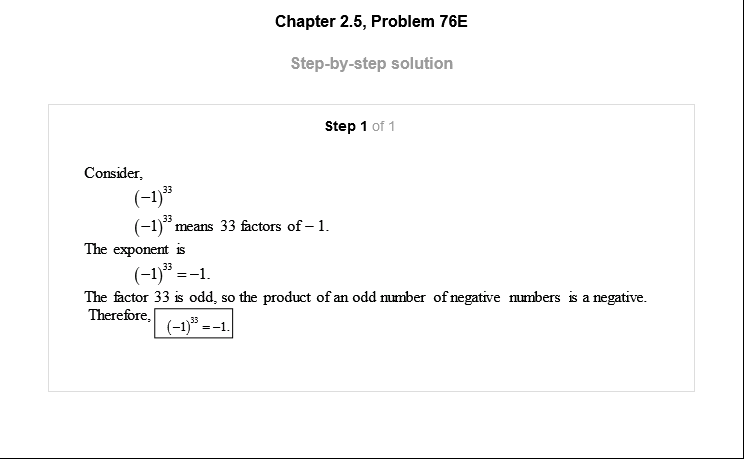 Chapter 2.5, Problem 76E
Step-by-step solution
Step 1 of 1
Consider,
(−1)³³
(−1)³³ means 33 factors of − 1.
The exponent is
(−1)³³ = −1.
The factor 33 is odd, so the product of an odd number of negative numbers is a negative.
Therefore, (−1)³³ = −1.